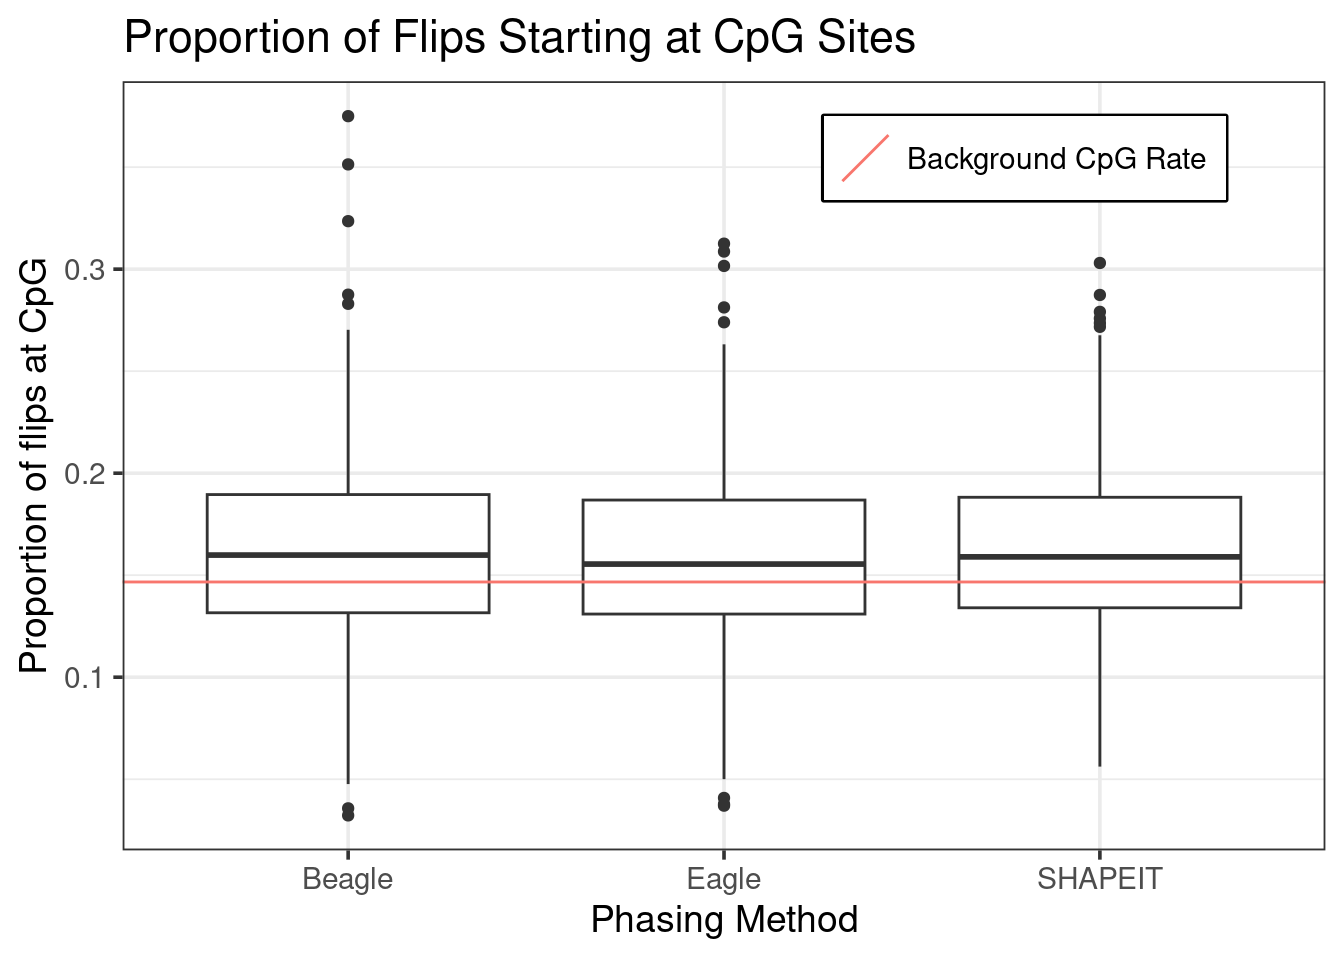 Proportion of Flips Starting at CpG Sites
Background CpG Rate
Proportion of flips at CpG
0.3
0.2
0.1
Beagle Eagle SHAPEIT
Phasing Method